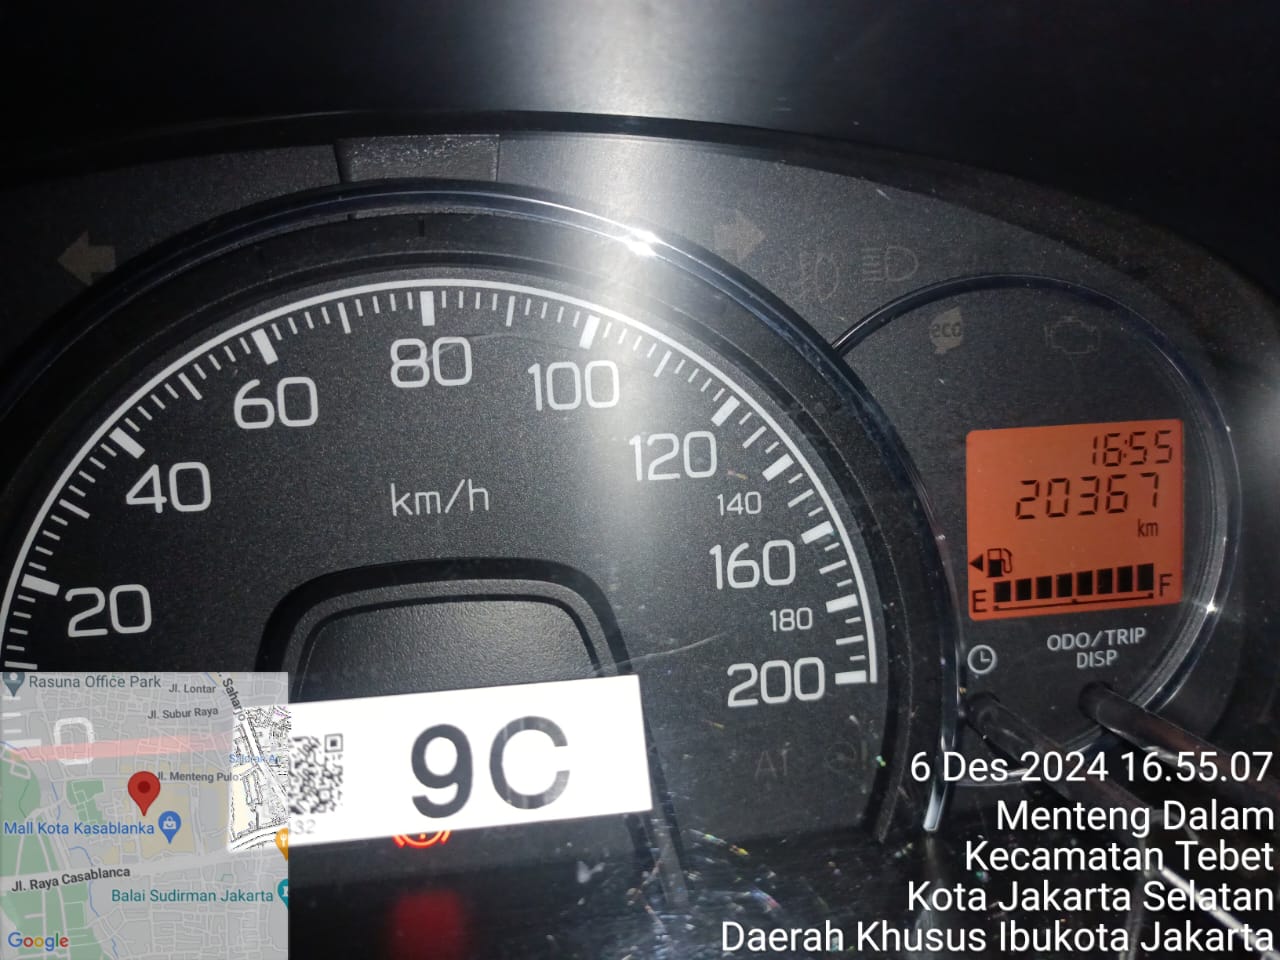 20
40
60
80
100
120
140
160
180
200
km/h
eco
16:55
20367
km
E
F
ODO/TRIP
DISP
9C
32
Rasuna Office Park
Jl. Lontar
Jl. Subur Raya
Jl. Menteng Pulo
Mall Kota Kasablanka
Jl. Raya Casablanca
Balai Sudirman Jakarta
Google
6 Des 2024 16.55.07
Menteng Dalam
Kecamatan Tebet
Kota Jakarta Selatan
Daerah Khusus Ibukota Jakarta